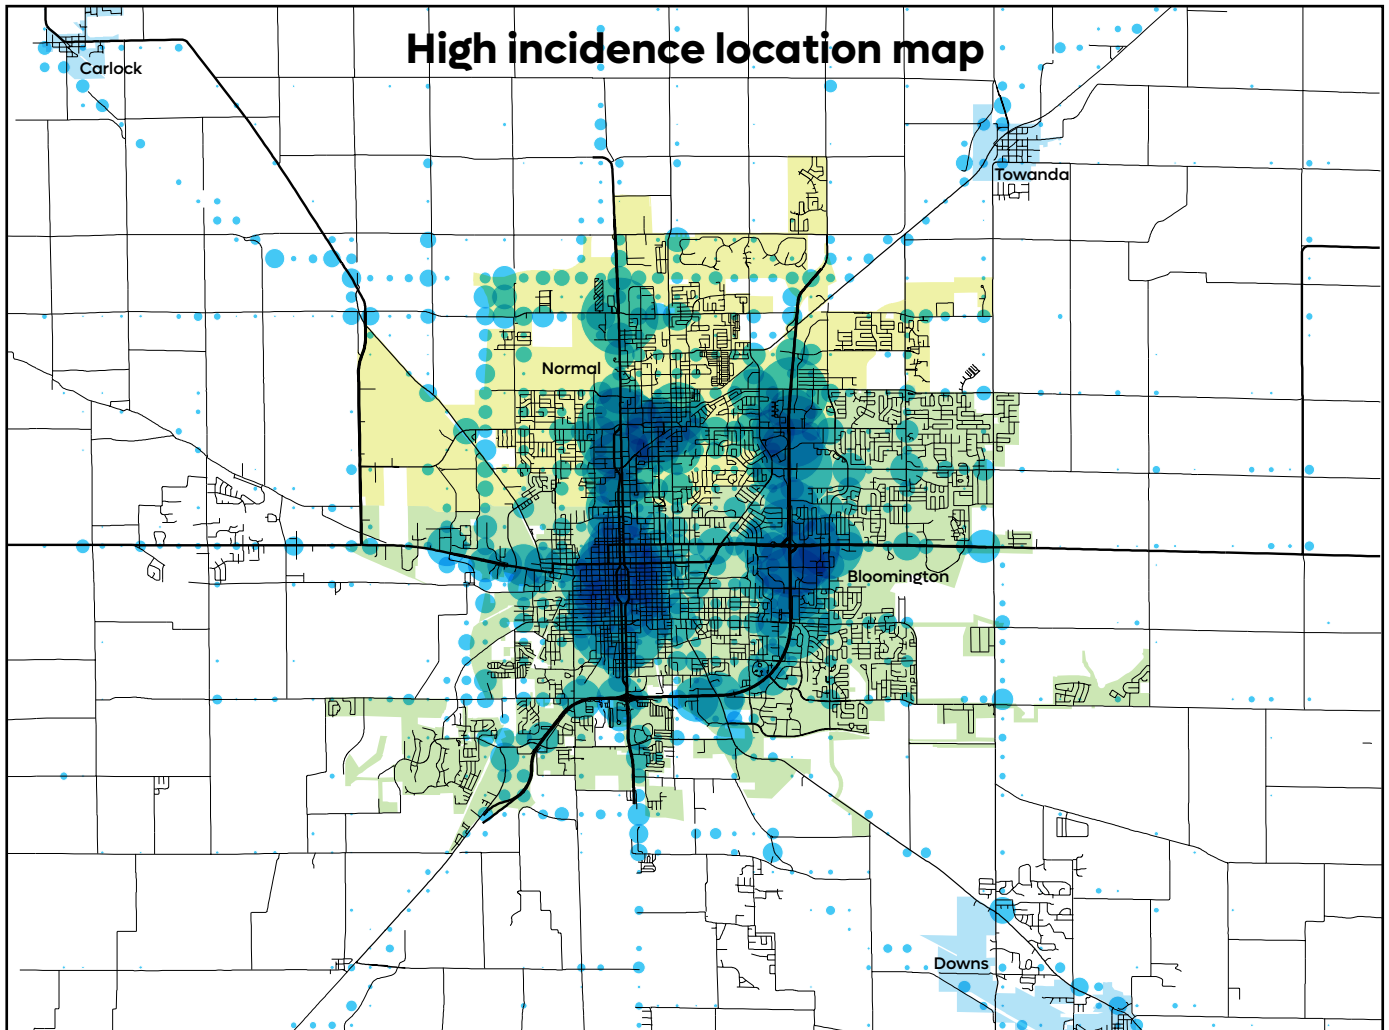 High incidence location map
Carlock
Towanda
Normal
Bloomington
Downs